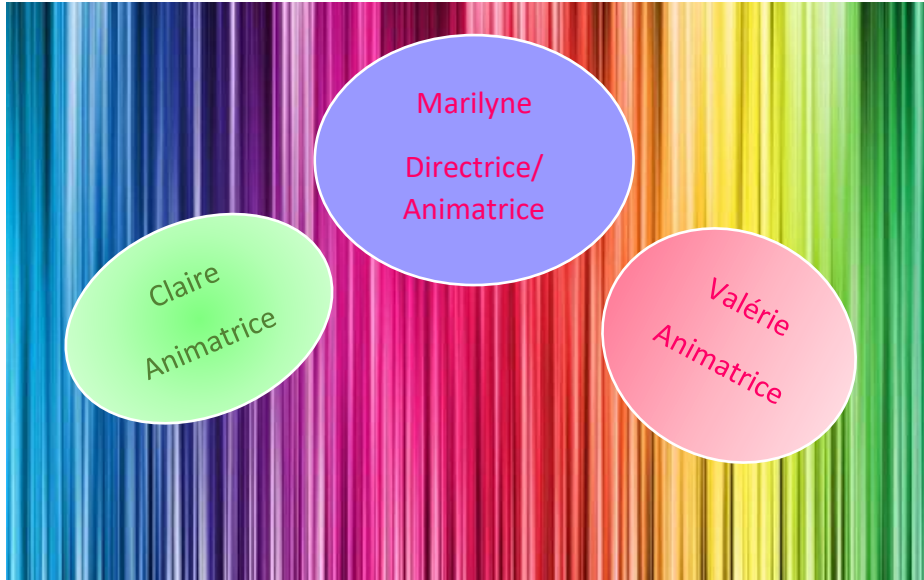 Marilyne
Directrice/
Animatrice
Claire
Animatrice
Valérie
Animatrice